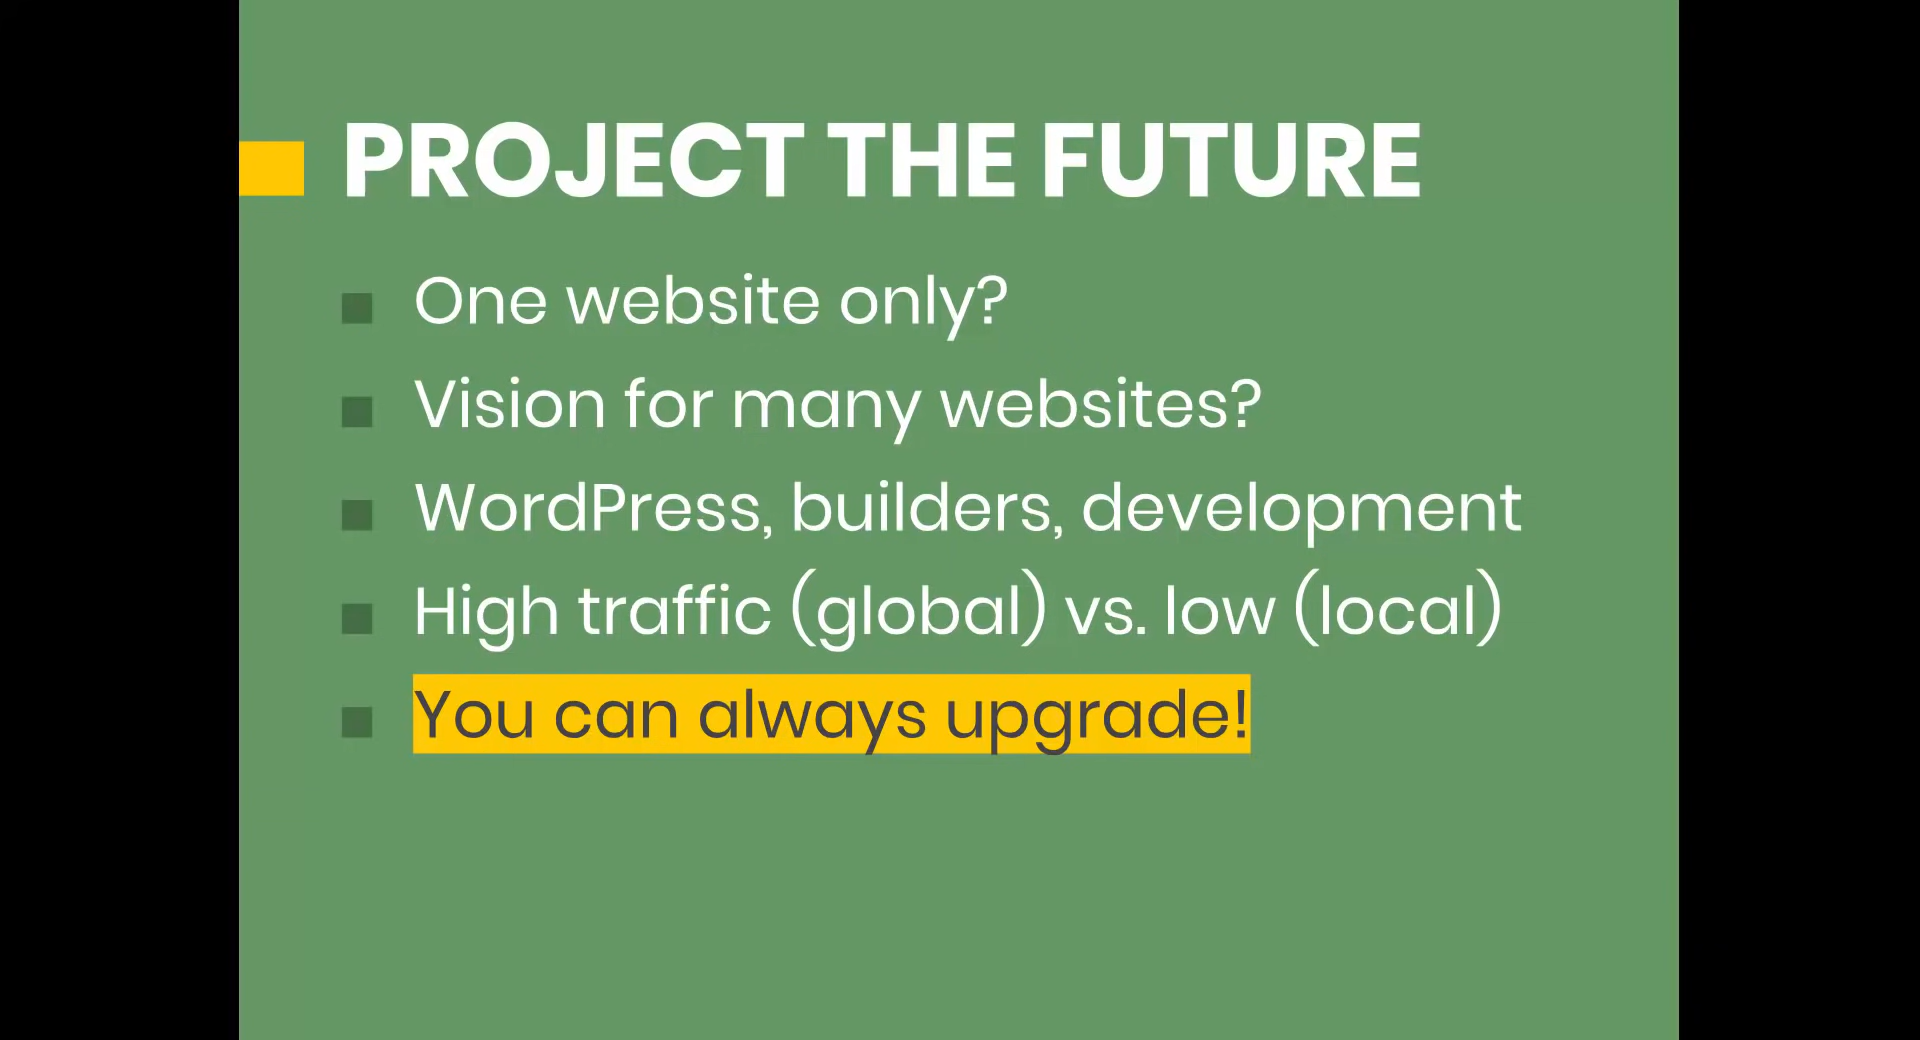 PROJECT THE FUTURE
One website only?
Vision for many websites?
WordPress, builders, development
High traffic (global) vs. low (local)
You can always upgrade!